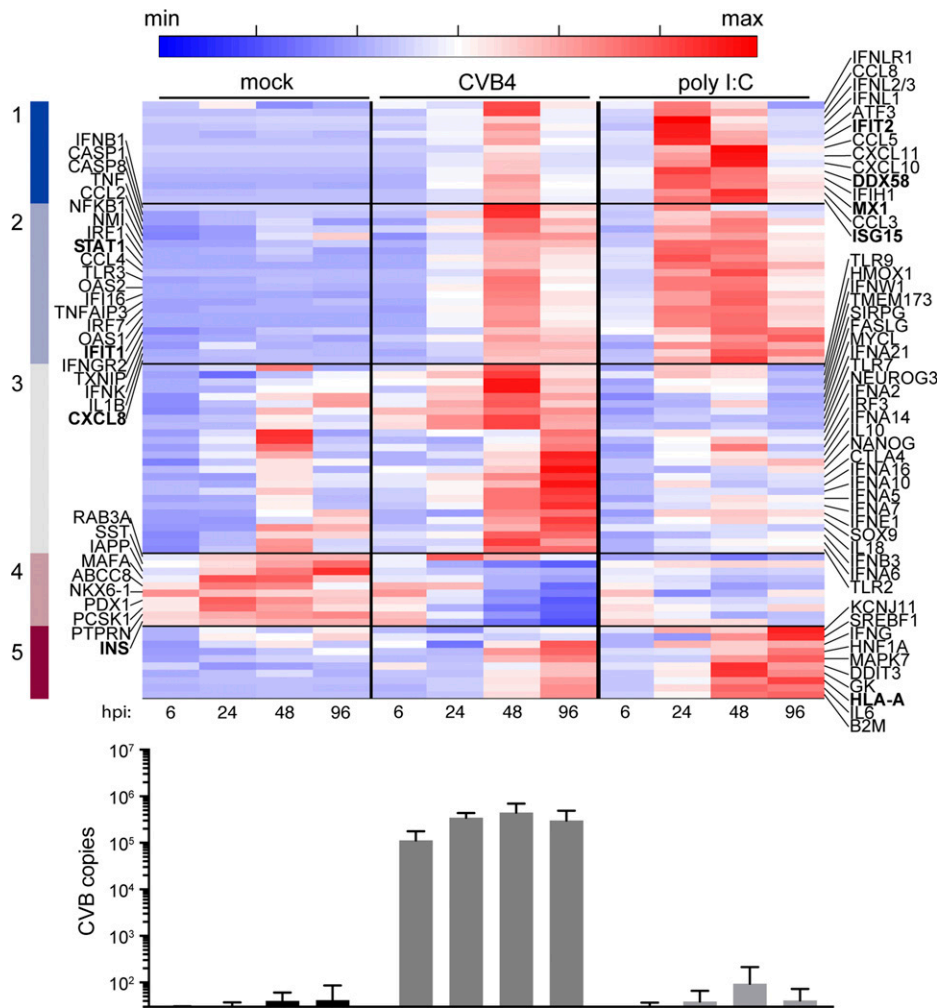 min
max
mock
CVB4
poly I:C
1
2
3
4
5
IFNB1
CASP1
CASP8
TNF
CCL2
NFKB1
NMI
IRF1
STAT1
CCL4
TLR3
OAS2
IFI16
TNFAIP3
IRF7
OAS1
IFIT1
IFNGR2
TXNIP
IFNK
IL1B
CXCL8
RAB3A
SST
IAPP
MAFA
ABCC8
NKX6-1
PDX1
PCSK1
PTPRN
INS
IFNLR1
CCL8
IFNL2/3
IFNL1
ATF3
IFIT2
CCL5
CXCL11
CXCL10
DDX58
IFIH1
MX1
CCL3
ISG15
TLR9
HMOX1
IFNW1
TMEM173
SIRPG
FASLG
MYCL
IFNA21
TLR7
NEUROG3
IFNA2
IRF3
IFNA14
IL10
NANOG
CTLA4
IFNA16
IFNA10
IFNA5
IFNA7
IFNE1
SOX9
IL18
IFNB3
IFNA6
TLR2
KCNJ11
SREBF1
IFNG
HNF1A
MAPK7
DDIT3
GK
HLA-A
IL6
B2M
hpi: 6 24 48 96 6 24 48 96 6 24 48 96
CVB copies
10⁷
10⁶
10⁵
10⁴
10³
10²